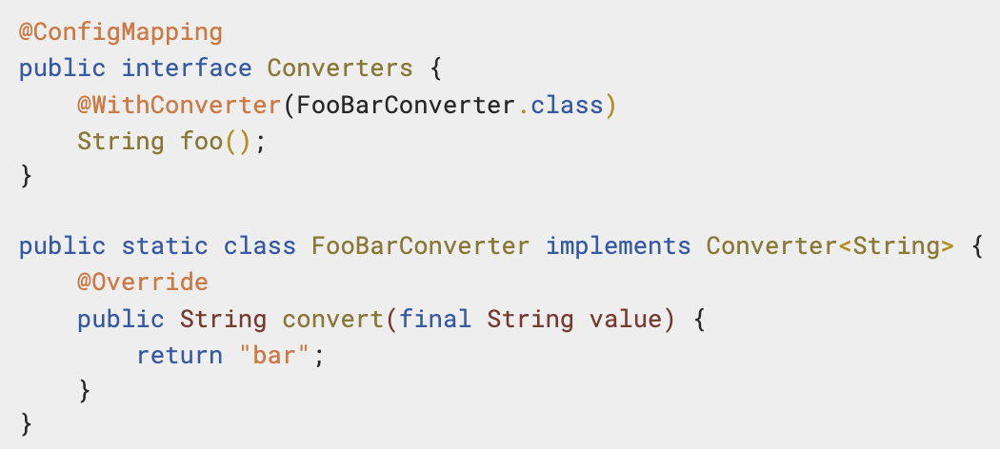 @ConfigMapping
public interface Converters {
    @WithConverter(FooBarConverter.class)
    String foo();
}

public static class FooBarConverter implements Converter<String> {
    @Override
    public String convert(final String value) {
        return "bar";
    }
}